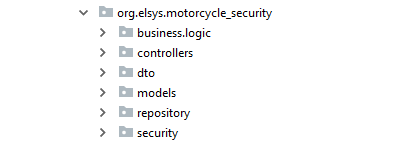 org.elsys.motorcycle_security
business.logic
controllers
dto
models
repository
security